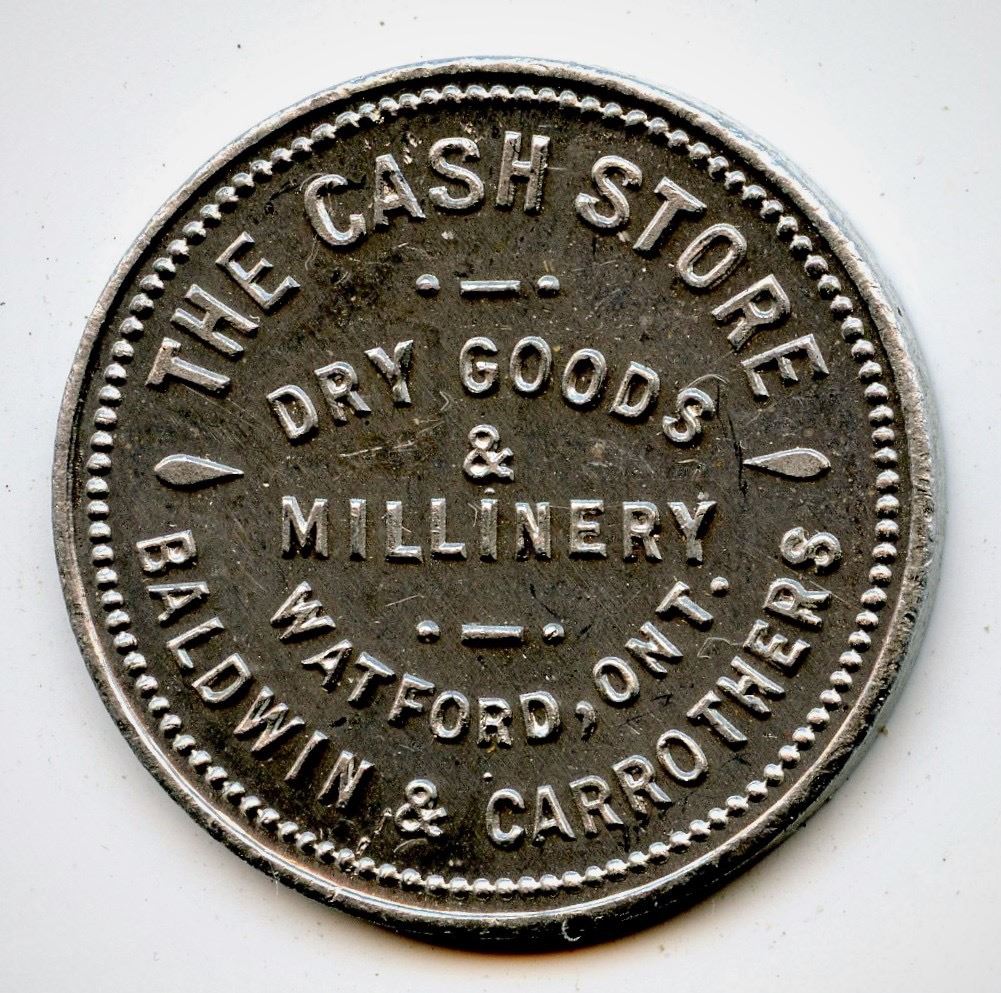 THE CASH STORE
DRY GOODS
&
MILLINERY
WATFORD, ONT.
BALDWIN & CARROTHERS